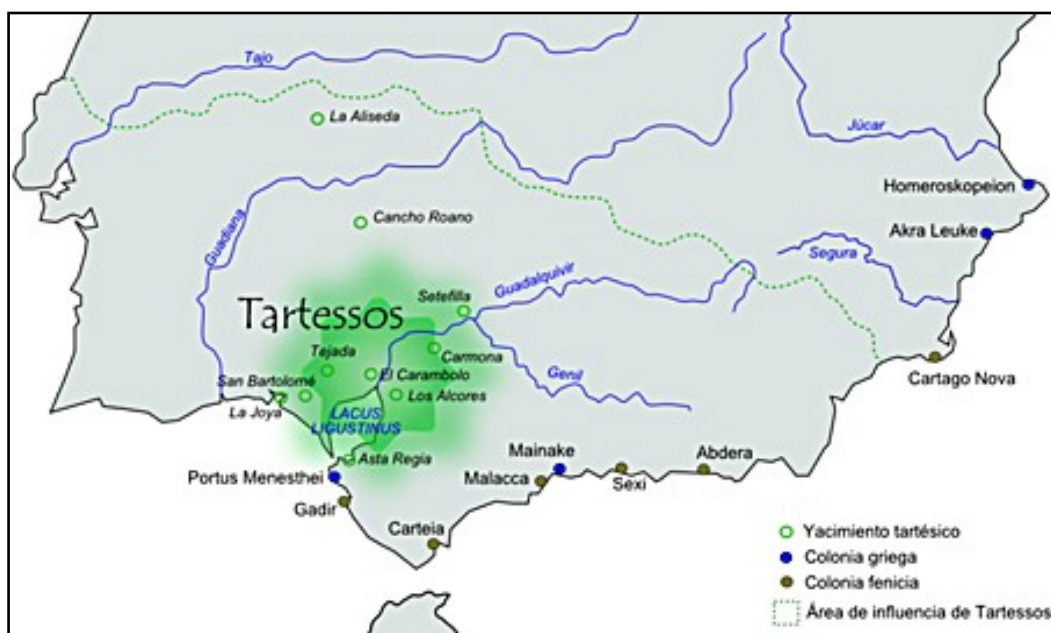 Tajo
La Aliseda
Júcar
Homeroskopeion
Cancho Roano
Guadiana
Akra Leuke
Segura
Guadalquivir
Setefilla
Tartessos
Tejada
Carmona
El Carambolo
Genil
Cartago Nova
San Bartolomé
Los Alcores
La Joya
LACUS
LIGUSTINUS
Asta Regia
Mainake
Abdera
Portus Menesthei
Malacca
Sexi
Gadir
Carteia
Yacimiento tartésico
Colonia griega
Colonia fenicia
Área de influencia de Tartessos